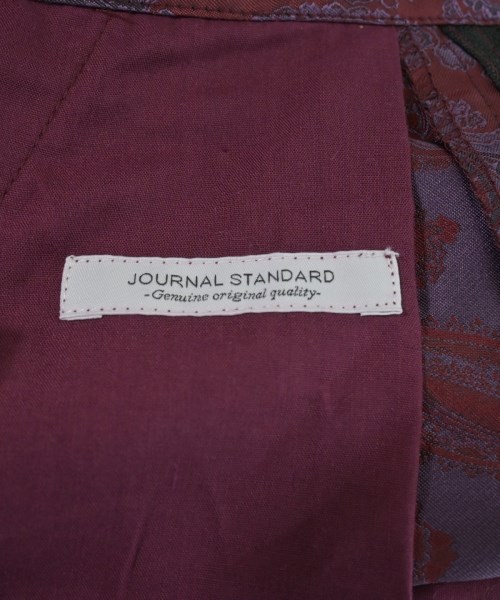 JOURNAL STANDARD
-Genuine original quality-